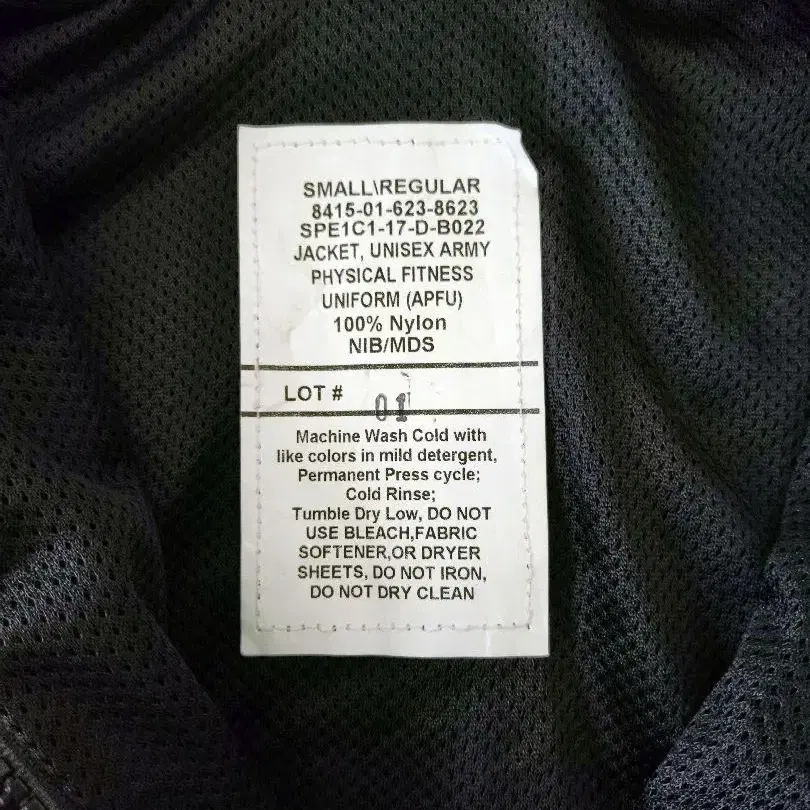 SMALL\REGULAR
8415-01-623-8623
SPE1C1-17-D-B022
JACKET, UNISEX ARMY
PHYSICAL FITNESS
UNIFORM (APFU)
100% Nylon
NIB/MDS
LOT # 01
Machine Wash Cold with
like colors in mild detergent,
Permanent Press cycle;
Cold Rinse;
Tumble Dry Low, DO NOT
USE BLEACH,FABRIC
SOFTENER,OR DRYER
SHEETS, DO NOT IRON,
DO NOT DRY CLEAN